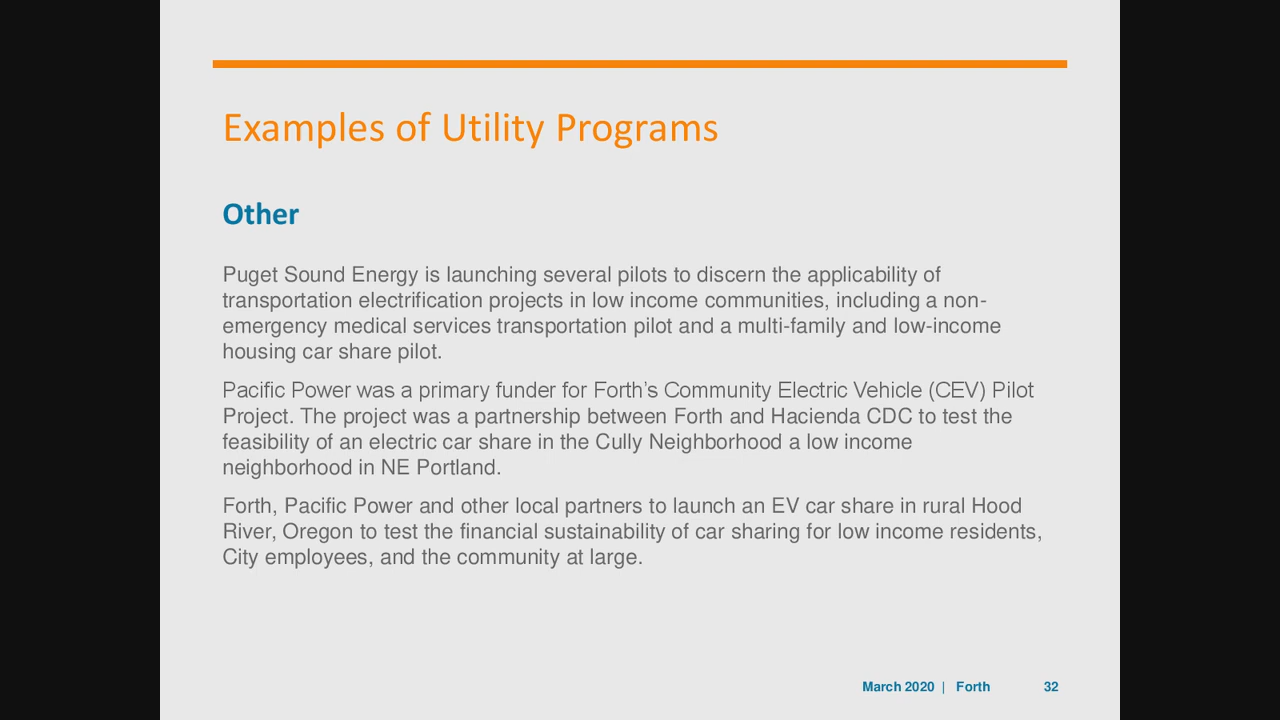 Examples of Utility Programs
Other
Puget Sound Energy is launching several pilots to discern the applicability of
transportation electrification projects in low income communities, including a non-
emergency medical services transportation pilot and a multi-family and low-income
housing car share pilot.
Pacific Power was a primary funder for Forth’s Community Electric Vehicle (CEV) Pilot
Project. The project was a partnership between Forth and Hacienda CDC to test the
feasibility of an electric car share in the Cully Neighborhood a low income
neighborhood in NE Portland.
Forth, Pacific Power and other local partners to launch an EV car share in rural Hood
River, Oregon to test the financial sustainability of car sharing for low income residents,
City employees, and the community at large.
March 2020 | Forth 32